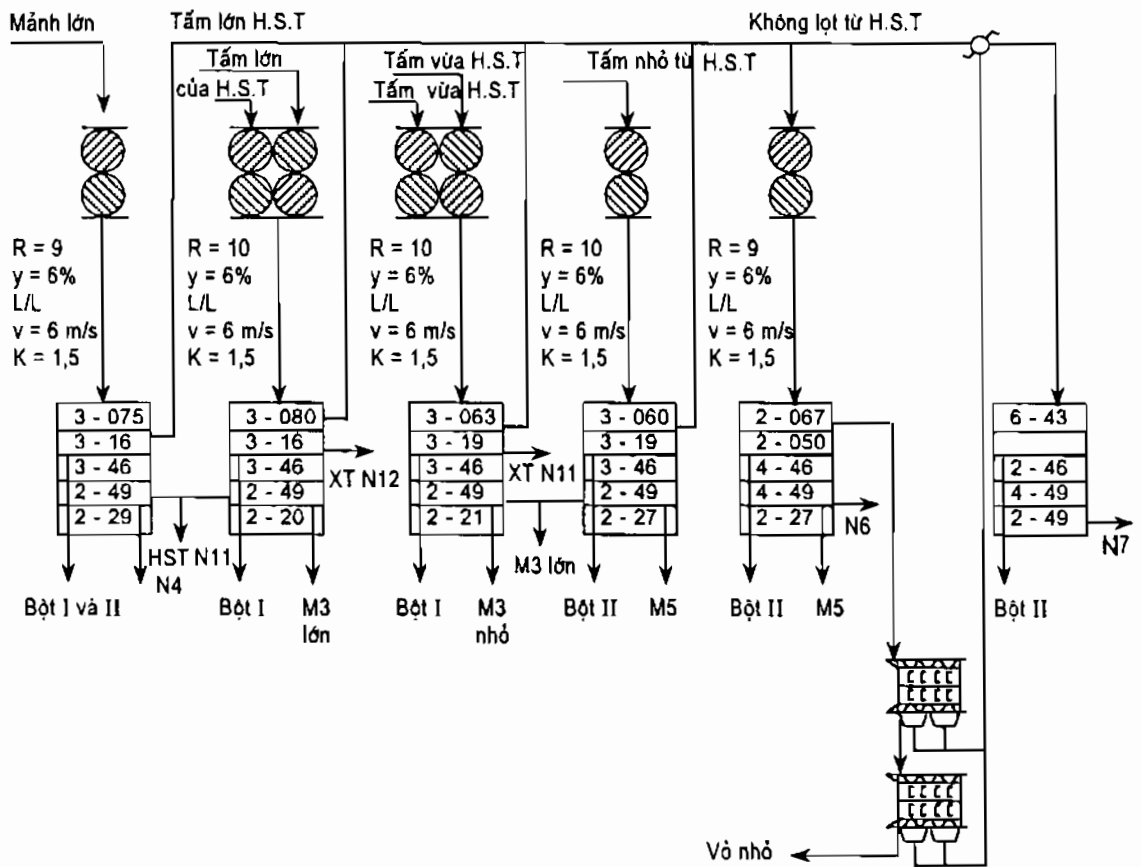 Mảnh lớn
Tấm lớn H.S.T
Không lọt từ H.S.T
Tấm lớn
của H.S.T
Tấm vừa H.S.T
Tấm vừa H.S.T
Tấm nhỏ từ H.S.T
R = 9
y = 6%
L/L
v = 6 m/s
K = 1,5
R = 10
y = 6%
L/L
v = 6 m/s
K = 1,5
R = 10
y = 6%
L/L
v = 6 m/s
K = 1,5
R = 10
y = 6%
L/L
v = 6 m/s
K = 1,5
R = 9
y = 6%
L/L
v = 6 m/s
K = 1,5
3 - 075
3 - 16
3 - 46
2 - 49
2 - 29
3 - 080
3 - 16
3 - 46
2 - 49
2 - 20
3 - 063
3 - 19
3 - 46
2 - 49
2 - 21
3 - 060
3 - 19
3 - 46
2 - 49
2 - 27
2 - 067
2 - 050
4 - 46
4 - 49
2 - 27
6 - 43
2 - 46
4 - 49
2 - 49
XT N12
XT N11
HST N11
N4
M3 lớn
N6
N7
Bột I và II
Bột I
M3
lớn
Bột I
M3
nhỏ
Bột II
M5
Bột II
M5
Bột II
Vỏ nhỏ